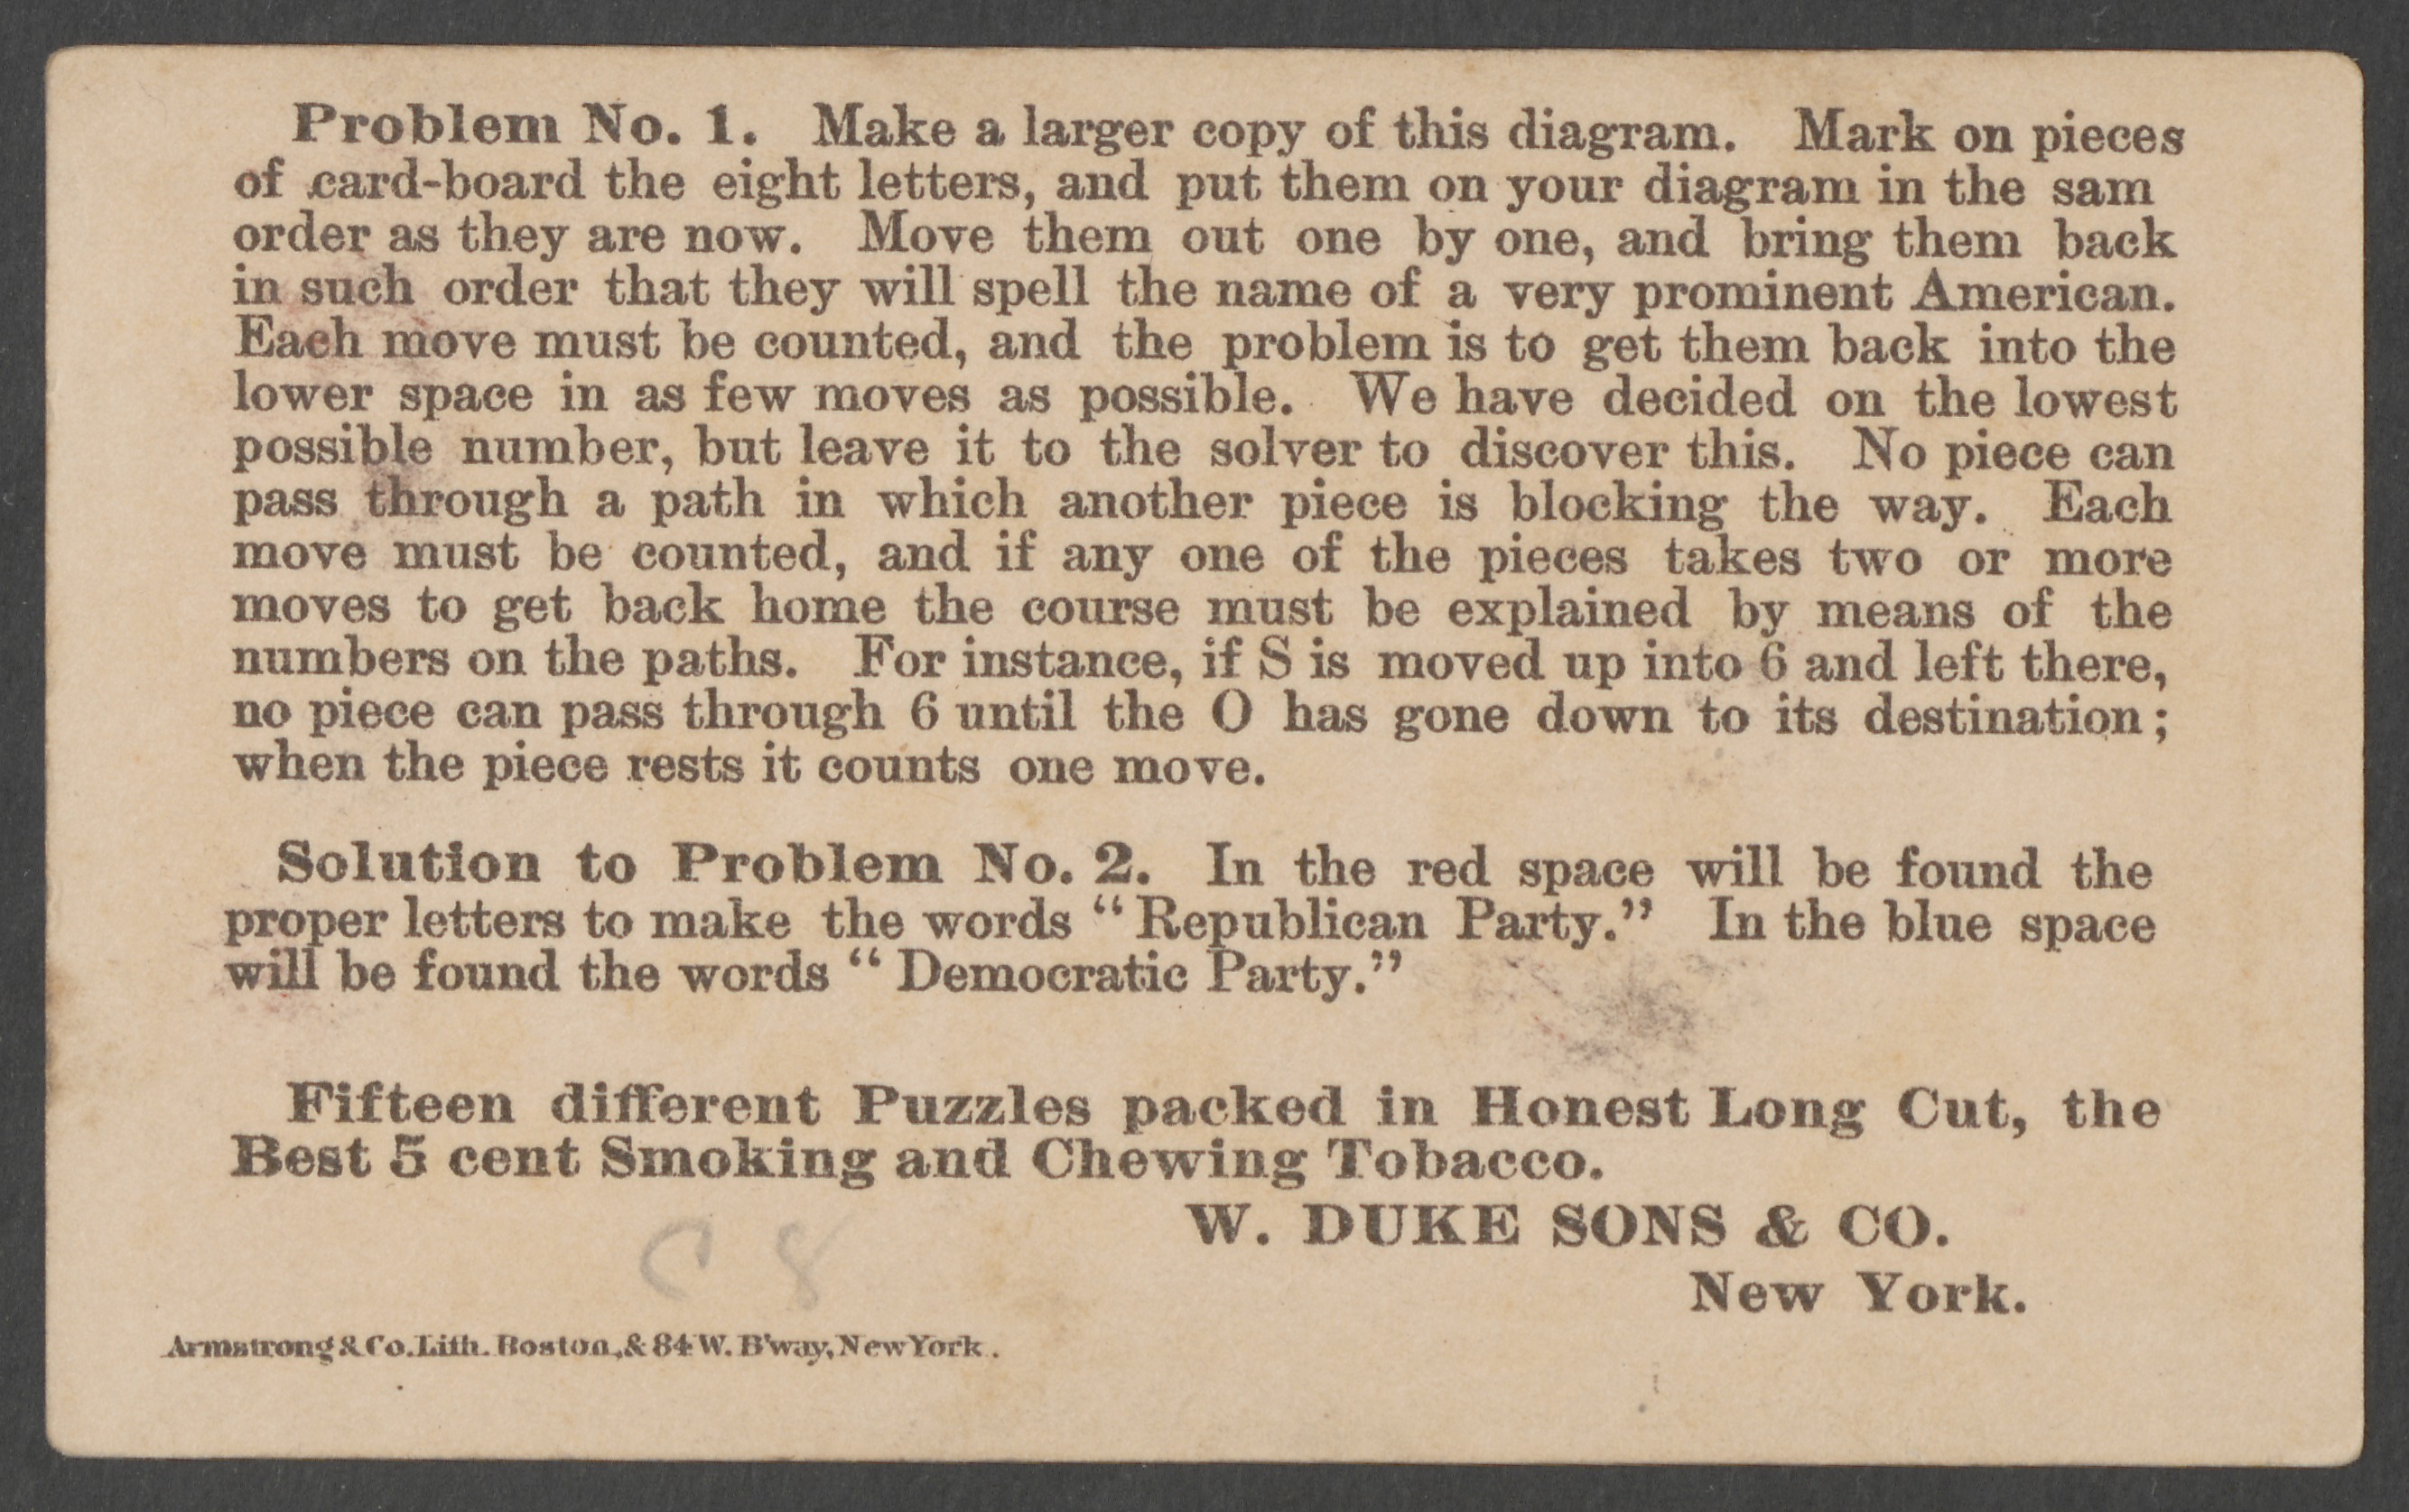 Problem No. 1. Make a larger copy of this diagram. Mark on pieces
of card-board the eight letters, and put them on your diagram in the sam
order as they are now. Move them out one by one, and bring them back
in such order that they will spell the name of a very prominent American.
Each move must be counted, and the problem is to get them back into the
lower space in as few moves as possible. We have decided on the lowest
possible number, but leave it to the solver to discover this. No piece can
pass through a path in which another piece is blocking the way. Each
move must be counted, and if any one of the pieces takes two or more
moves to get back home the course must be explained by means of the
numbers on the paths. For instance, if S is moved up into 6 and left there,
no piece can pass through 6 until the O has gone down to its destination;
when the piece rests it counts one move.
Solution to Problem No. 2. In the red space will be found the
proper letters to make the words "Republican Party." In the blue space
will be found the words "Democratic Party."
Fifteen different Puzzles packed in Honest Long Cut, the
Best 5 cent Smoking and Chewing Tobacco.
W. DUKE SONS & CO.
New York.
C 8
Armstrong & Co. Lith. Boston, & 84 W. B'way, New York.